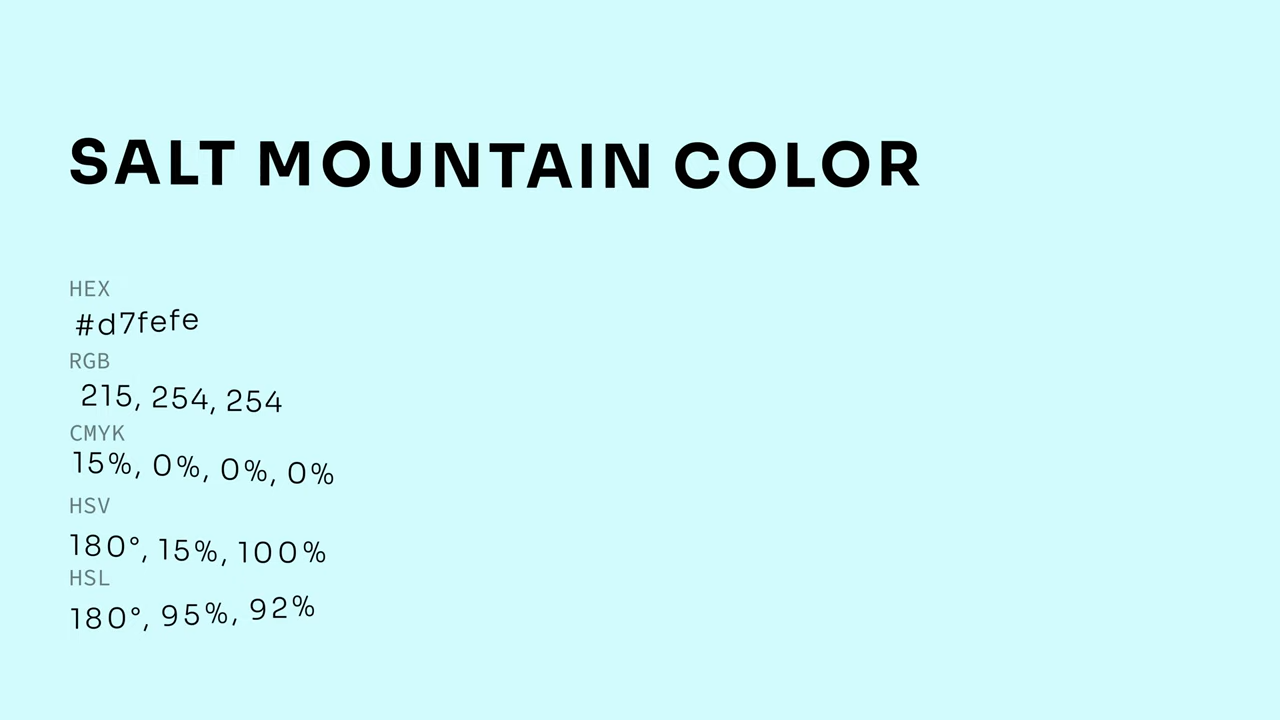 SALT MOUNTAIN COLOR
HEX
#d7fefe
RGB
215, 254, 254
CMYK
15%, 0%, 0%, 0%
HSV
180°, 15%, 100%
HSL
180°, 95%, 92%